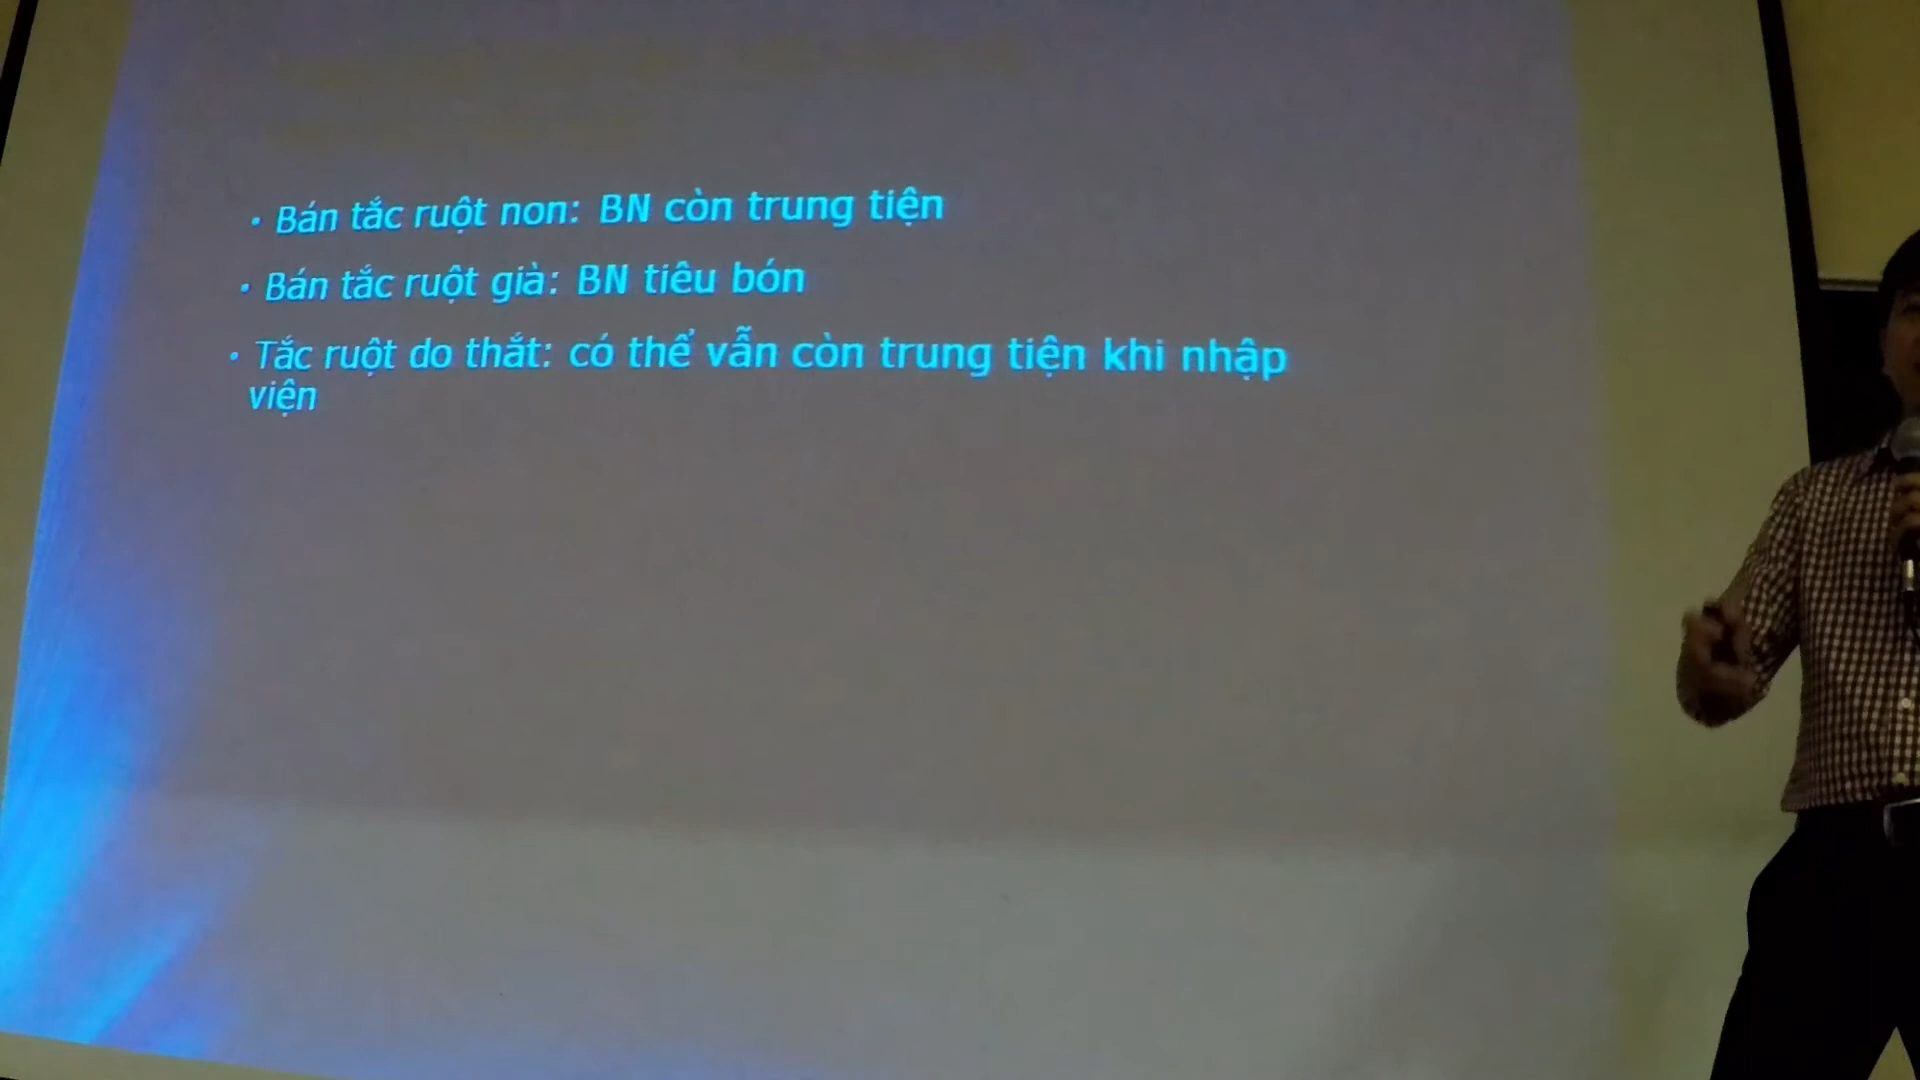 • Bán tắc ruột non: BN còn trung tiện
• Bán tắc ruột già: BN tiêu bón
• Tắc ruột do thắt: có thể vẫn còn trung tiện khi nhập
viện